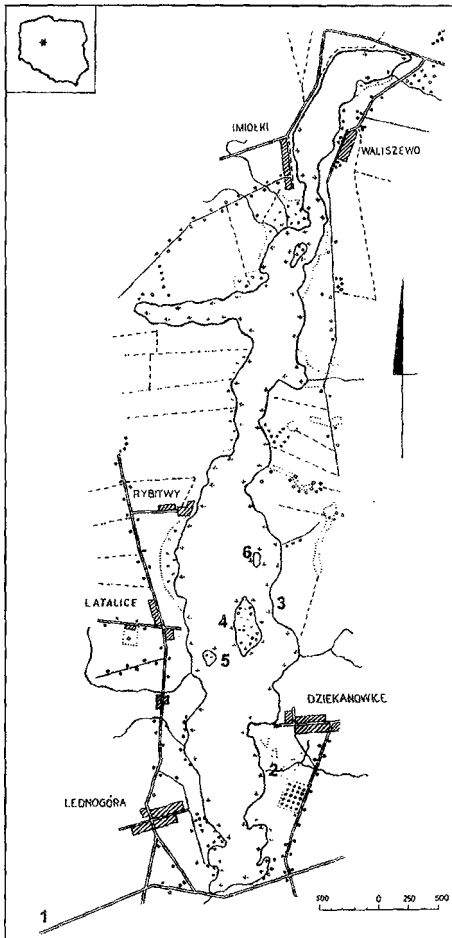 IMIOŁKI
WALISZEWO
RYBITWY
6
3
4
LATALICE
5
DZIEKANOWICE
2
LEDNOGÓRA
1
500 0 250 500